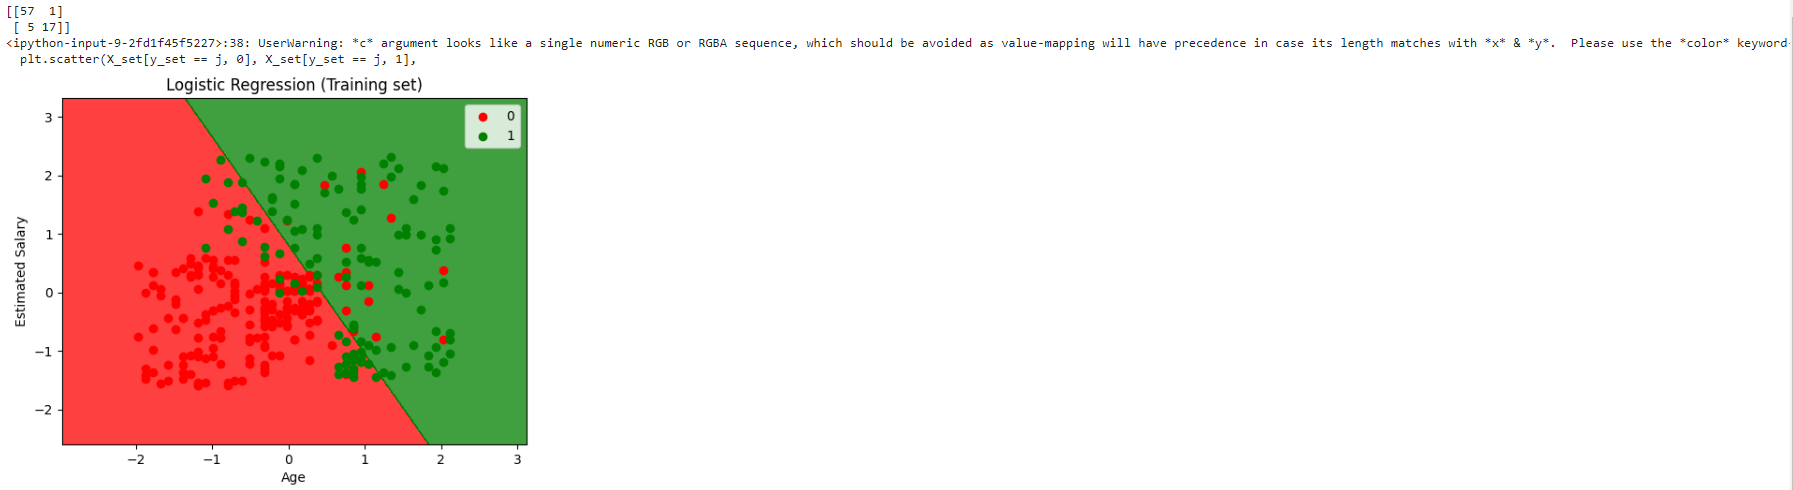 [[57  1]
 [ 5 17]]
<ipython-input-9-2fd1f45f5227>:38: UserWarning: *c* argument looks like a single numeric RGB or RGBA sequence, which should be avoided as value-mapping will have precedence in case its length matches with *x* & *y*.  Please use the *color* keyword-
  plt.scatter(X_set[y_set == j, 0], X_set[y_set == j, 1],
Logistic Regression (Training set)
0
1
3
2
1
0
−1
−2
Estimated Salary
−2 −1 0 1 2 3
Age